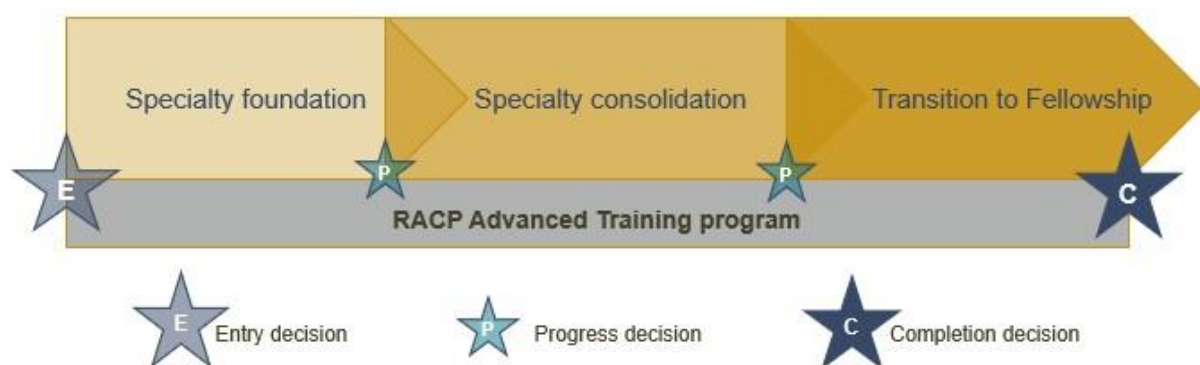 Specialty foundation
Specialty consolidation
Transition to Fellowship
E
P
P
C
RACP Advanced Training program
E Entry decision
P Progress decision
C Completion decision